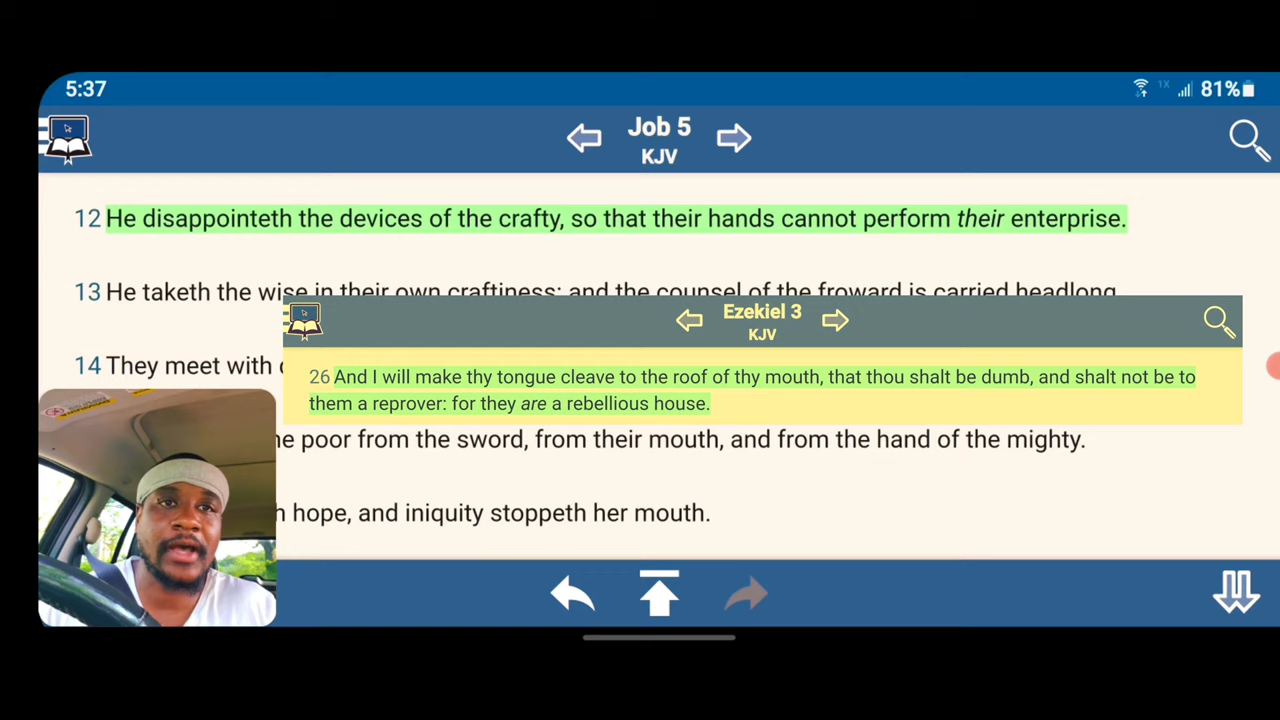 5:37
1X
81%
Job 5
KJV
12 He disappointeth the devices of the crafty, so that their hands cannot perform their enterprise.
13 He taketh the wise in their own craftiness: and the counsel of the froward is carried headlong.
Ezekiel 3
KJV
14 They meet with
26 And I will make thy tongue cleave to the roof of thy mouth, that thou shalt be dumb, and shalt not be to
them a reprover: for they are a rebellious house.
poor from the sword, from their mouth, and from the hand of the mighty.
hope, and iniquity stoppeth her mouth.